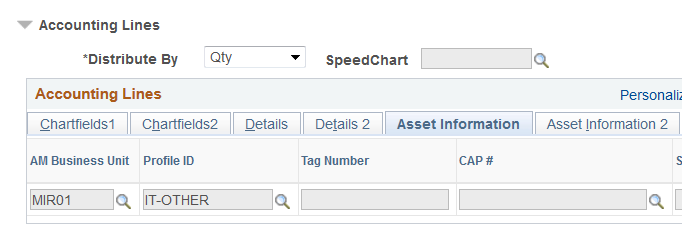 Accounting Lines
*Distribute By Qty SpeedChart
Accounting Lines
Chartfields1 Chartfields2 Details Details 2 Asset Information Asset Information 2
AM Business Unit Profile ID Tag Number CAP #
MIR01 IT-OTHER